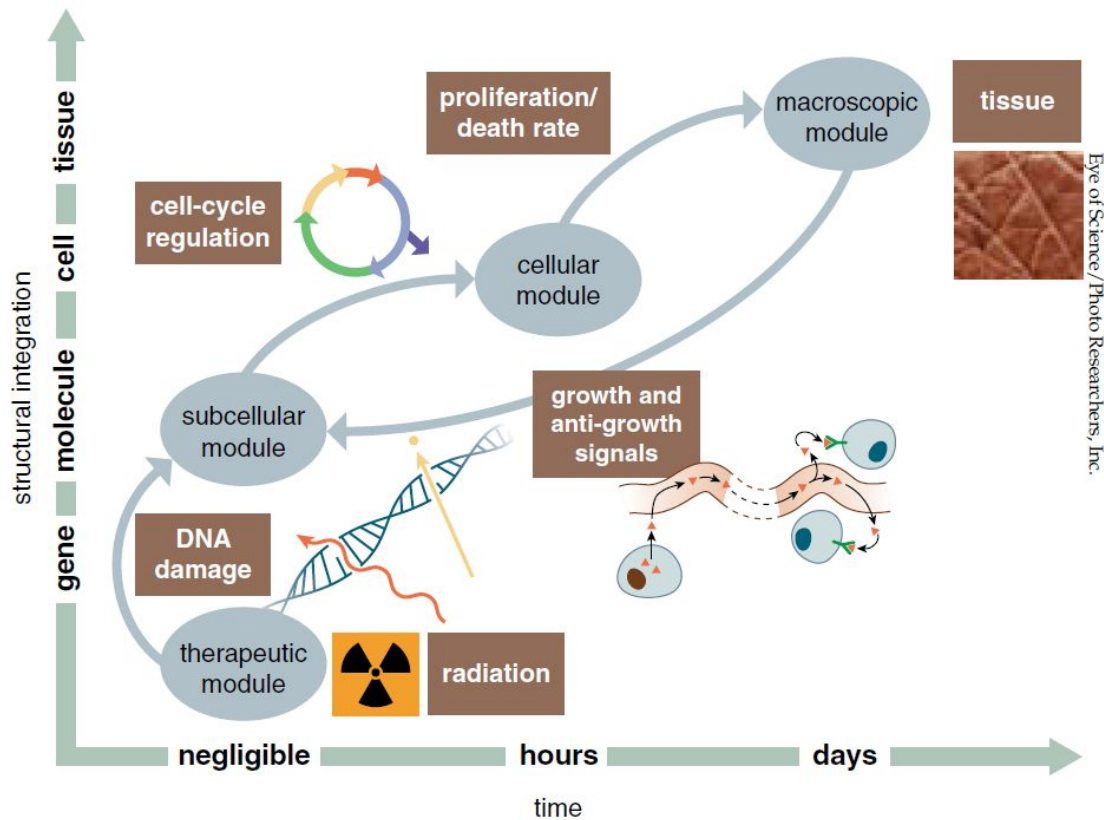 structural integration
tissue
cell
molecule
gene
proliferation/
death rate
macroscopic
module
tissue
Eye of Science/Photo Researchers, Inc.
cell-cycle
regulation
cellular
module
subcellular
module
growth and
anti-growth
signals
DNA
damage
therapeutic
module
radiation
negligible
hours
days
time